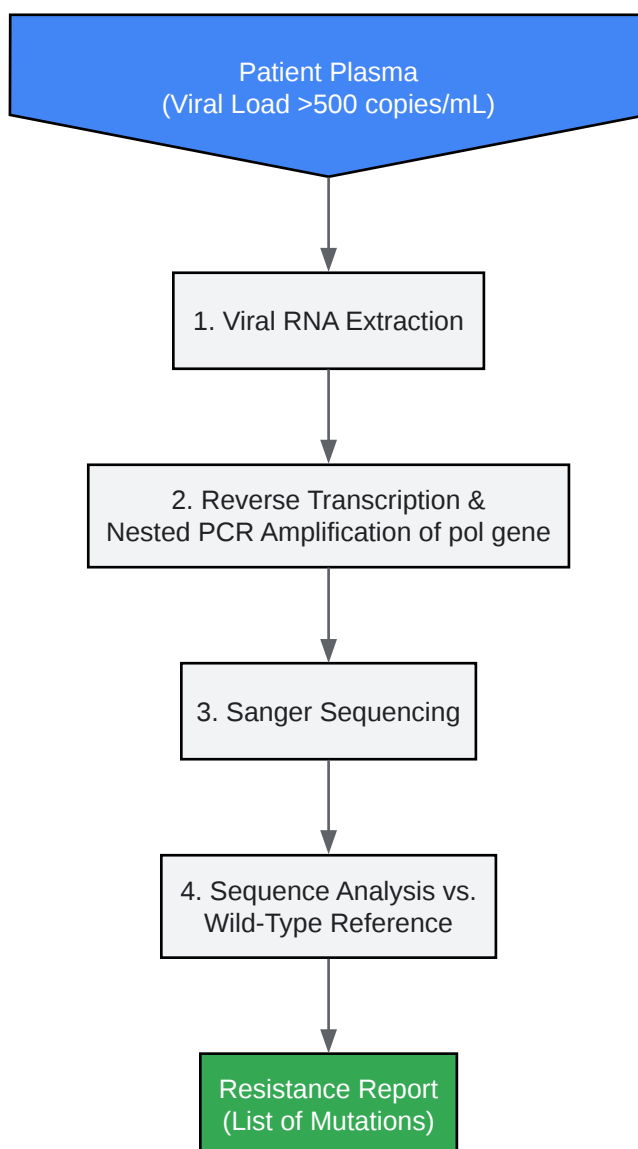 Patient Plasma
(Viral Load >500 copies/mL)
1. Viral RNA Extraction
2. Reverse Transcription &
Nested PCR Amplification of pol gene
3. Sanger Sequencing
4. Sequence Analysis vs.
Wild-Type Reference
Resistance Report
(List of Mutations)